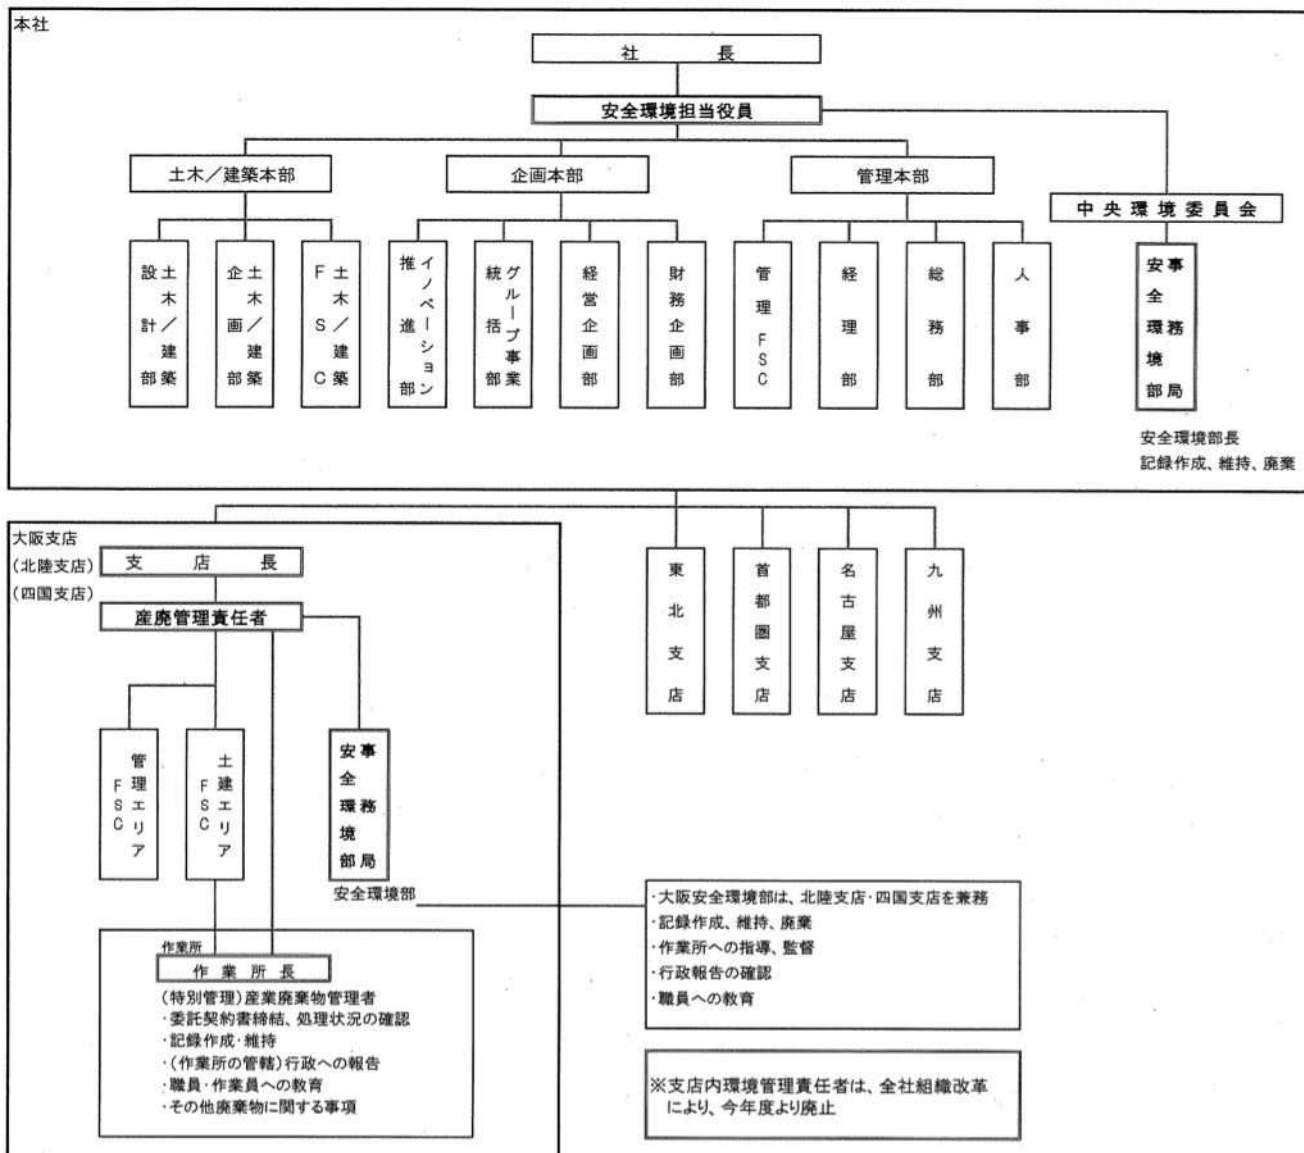 本社
社長
安全環境担当役員
土木／建築本部
企画本部
管理本部
中央環境委員会
土木／建築
設計部
土木／建築
企画部
土木／建築
FSC
イノベーション
推進部
グループ事業
統括部
経営企画部
財務企画部
管理FSC
経理部
総務部
人事部
事務局
安全環境部
安全環境部長
記録作成、維持、廃棄
大阪支店
(北陸支店)
(四国支店)
支店長
産廃管理責任者
管理エリア
FSC
土建エリア
FSC
事務局
安全環境部
安全環境部
東北支店
首都圏支店
名古屋支店
九州支店
作業所
作業所長
(特別管理)産業廃棄物管理者
・委託契約書締結、処理状況の確認
・記録作成・維持
・(作業所の管轄)行政への報告
・職員・作業員への教育
・その他廃棄物に関する事項
・大阪安全環境部は、北陸支店・四国支店を兼務
・記録作成、維持、廃棄
・作業所への指導、監督
・行政報告の確認
・職員への教育
※支店内環境管理責任者は、全社組織改革
により、今年度より廃止